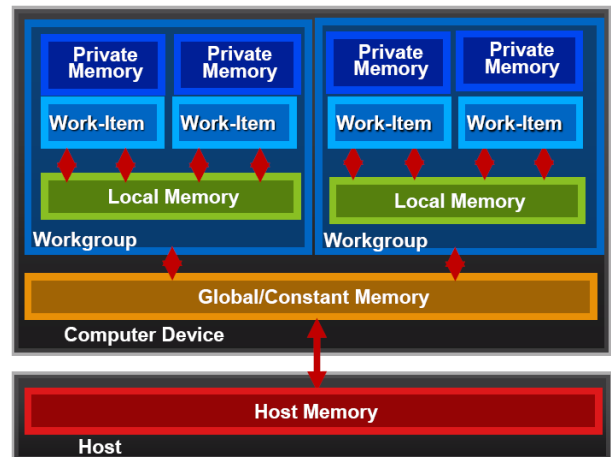 Private
Memory
Private
Memory
Private
Memory
Private
Memory
Work-Item
Work-Item
Work-Item
Work-Item
Local Memory
Local Memory
Workgroup
Workgroup
Global/Constant Memory
Computer Device
Host Memory
Host